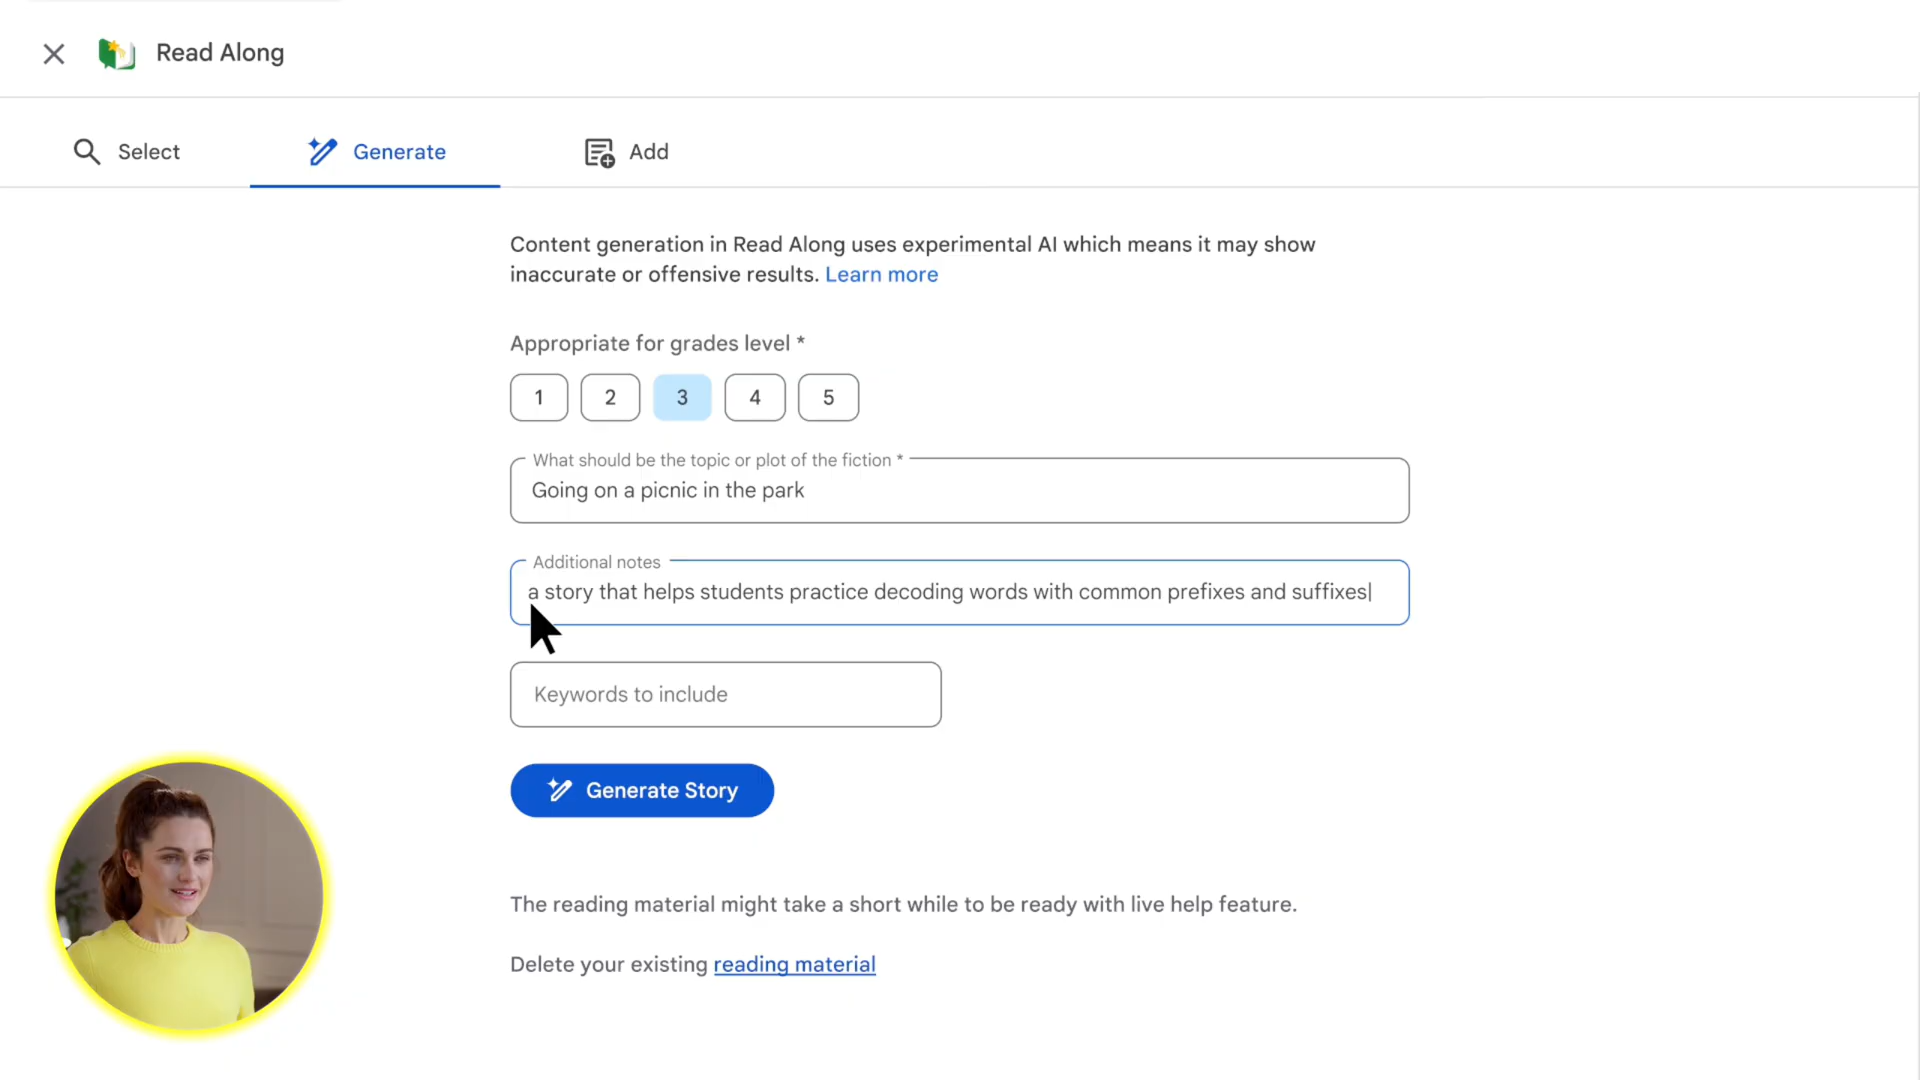 Read Along
Select
Generate
Add
Content generation in Read Along uses experimental AI which means it may show
inaccurate or offensive results. Learn more
Appropriate for grades level *
1 2 3 4 5
What should be the topic or plot of the fiction *
Going on a picnic in the park
Additional notes
a story that helps students practice decoding words with common prefixes and suffixes
Keywords to include
Generate Story
The reading material might take a short while to be ready with live help feature.
Delete your existing reading material